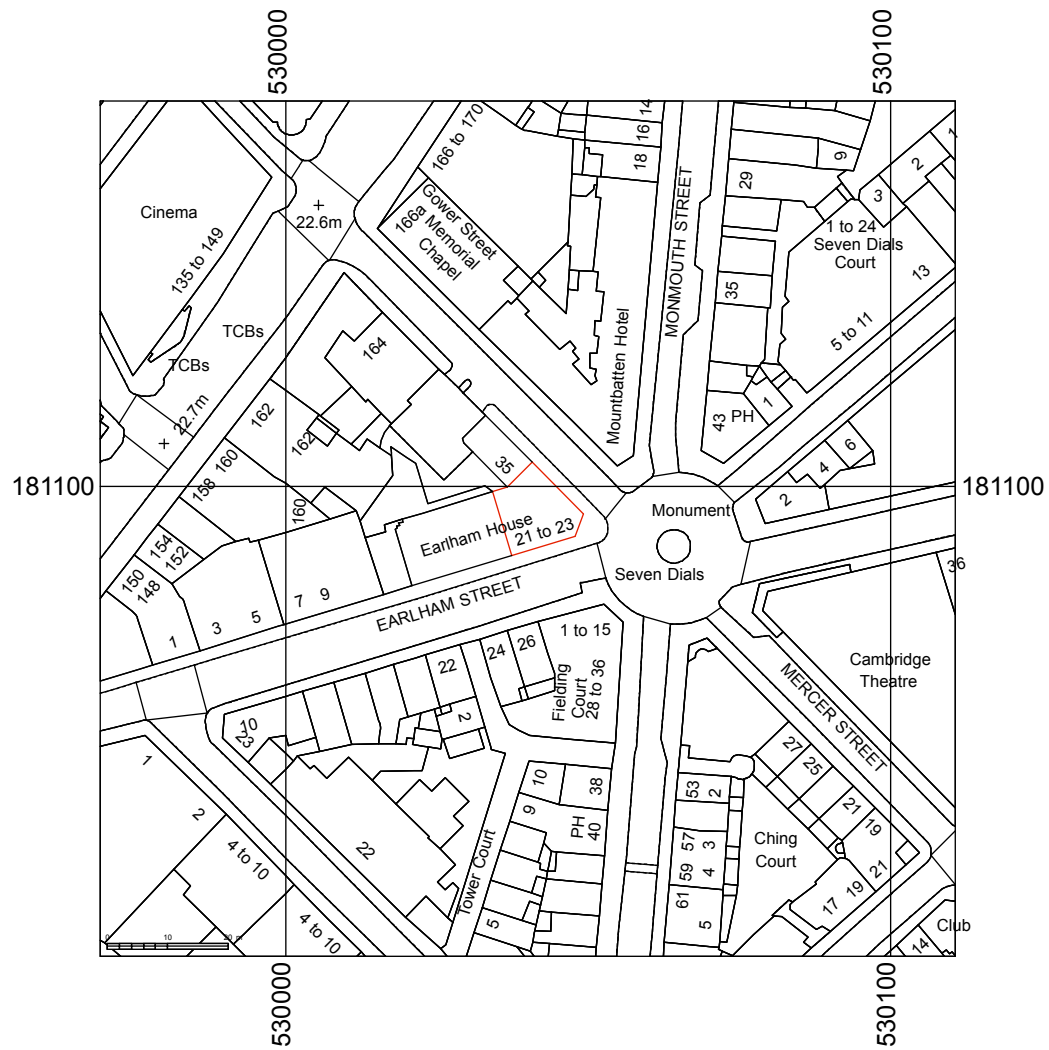 530000
530100
181100
181100
530000
530100
166 to 170
14
16
18
MONMOUTH STREET
29
9
1
2
3
Cinema
22.6m
Gower Street
166a Memorial
Chapel
1 to 24
Seven Dials
Court
135 to 149
13
35
Mountbatten Hotel
5 to 11
TCBs
TCBs
164
22.7m
162
162
43 PH
1
6
4
2
160
158
160
35
Monument
Earlham House
21 to 23
154
152
150
148
Seven Dials
36
EARLHAM STREET
1
3
5
7
9
1 to 15
22
24
26
Fielding
Court
28 to 36
Cambridge
Theatre
MERCER STREET
10
23
2
1
27
25
2
4 to 10
4 to 10
22
10
9
38
PH
40
53
2
57
3
59
4
61
5
21
19
Ching
Court
Tower Court
5
17
19
21
Club
14
0
10
20 m